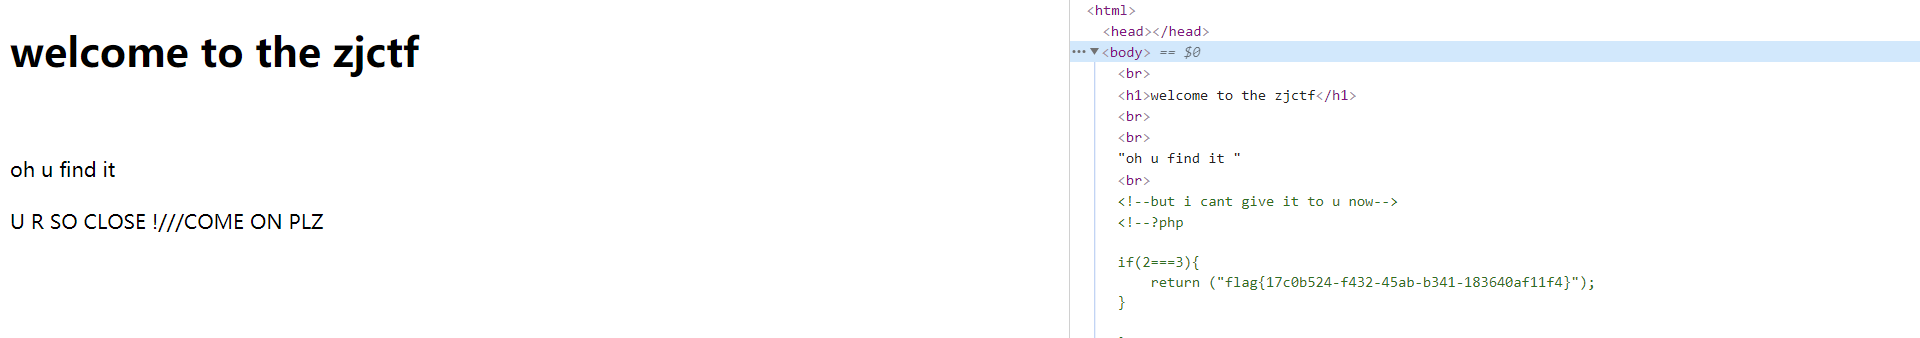 welcome to the zjctf
oh u find it
U R SO CLOSE !///COME ON PLZ
<html>
<head></head>
••• ▼ <body> == $0
<br>
<h1>welcome to the zjctf</h1>
<br>
<br>
"oh u find it "
<br>
<!--but i cant give it to u now-->
<!--?php
if(2===3){
return ("flag{17c0b524-f432-45ab-b341-183640af11f4}");
}